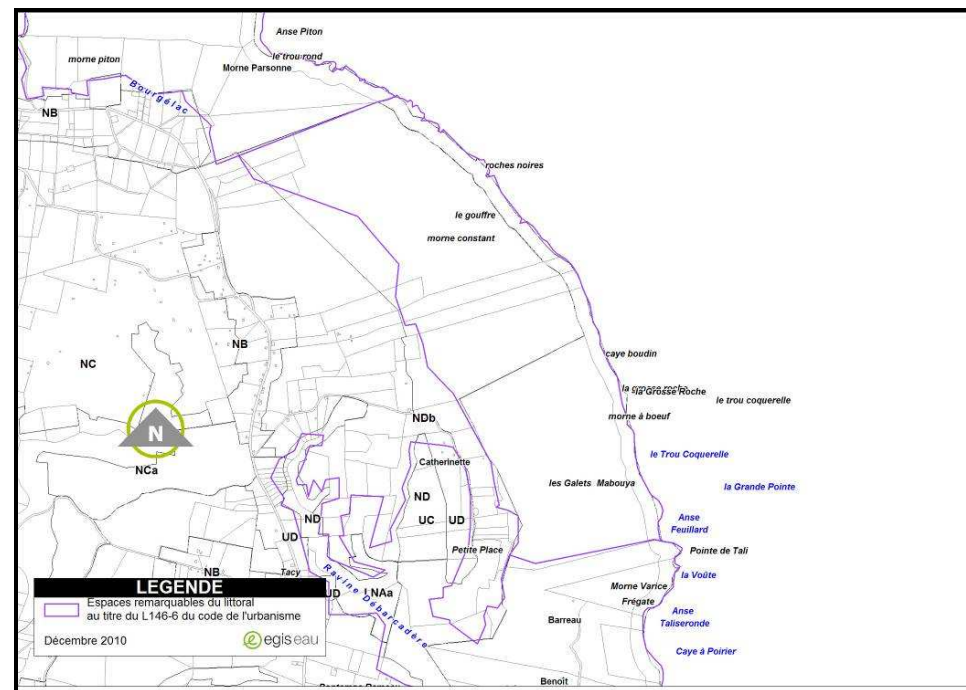 Anse Piton
le trou rond
morne piton
Morne Parsonne
Bourgélac
NB
roches noires
le gouffre
morne constant
NB
caye boudin
NC
la Grosse Roche
le trou coquerelle
morne à boeuf
NDb
N
le Trou Coquerelle
Catherinette
NCa
les Galets Mabouya
la Grande Pointe
ND
ND
UC
UD
Anse
Feuillard
UD
Petite Place
Pointe de Tali
NB
Tacy
la Voûte
Ravine Débarcadère
Morne Varice
UD
LNAa
Frégate
Anse
Taliseronde
Barreau
Caye à Poirier
Benoit
LEGENDE
Espaces remarquables du littoral
au titre du L146-6 du code de l'urbanisme
Décembre 2010
egis eau